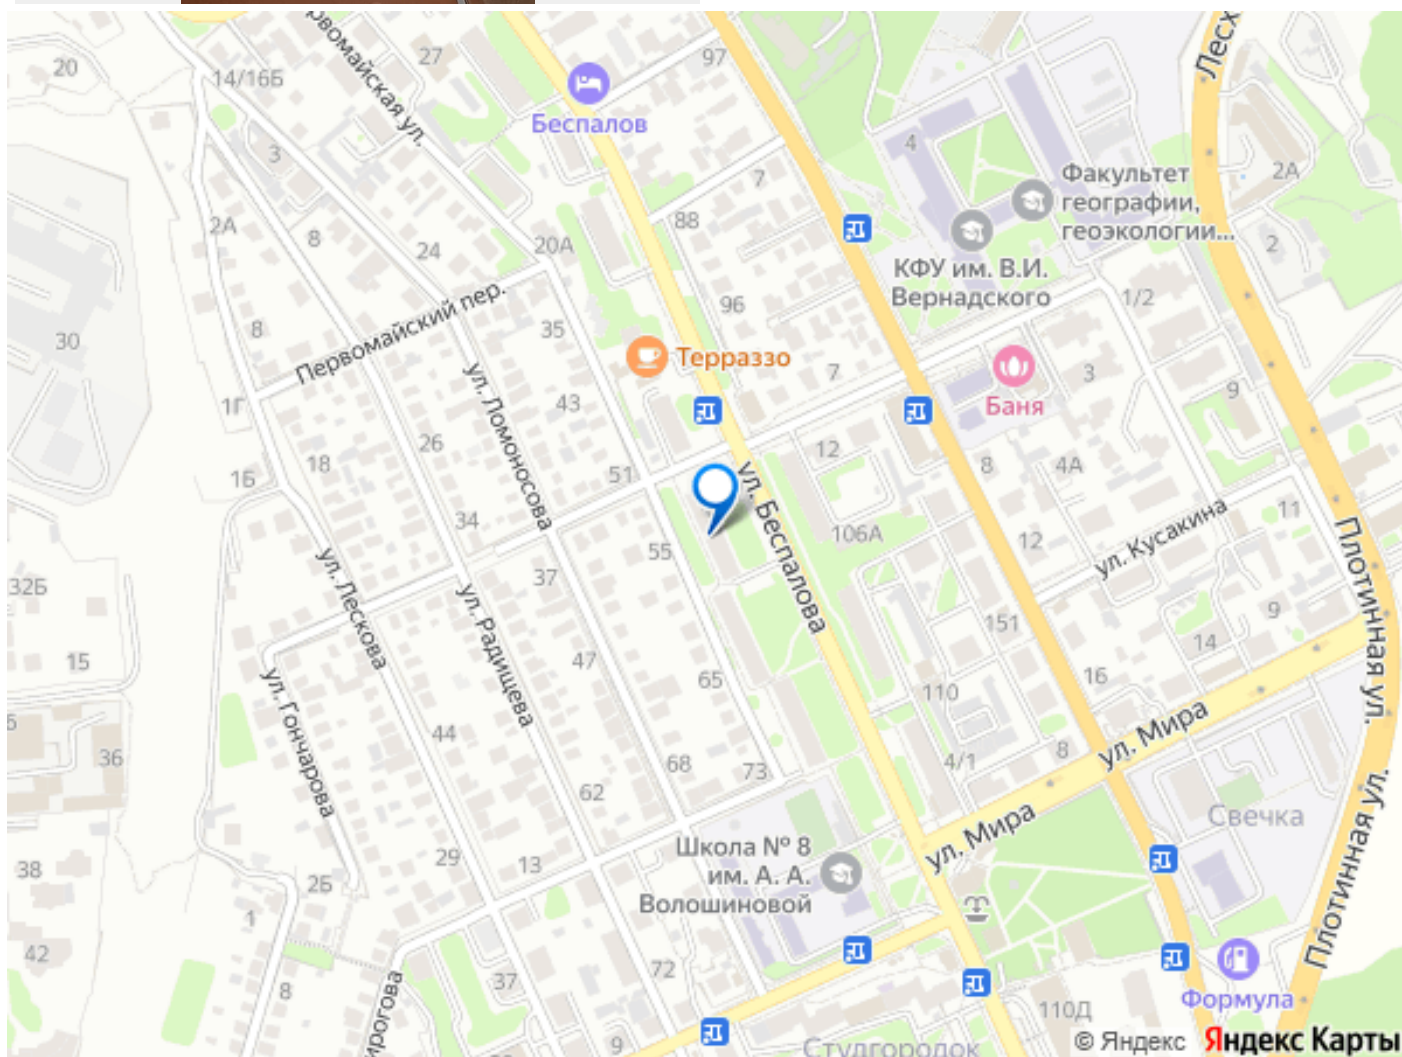 20
14/16Б
рвомайская ул.
27
97
Лесх
Беспалов
3
4
7
Факультет
географии,
геоэкологии...
2А
2А
8
24
20А
88
2
КФУ им. В.И.
Вернадского
1/2
30
8
Первомайский пер.
35
96
Терраззо
7
Баня
3
9
1Г
ул. Ломоносова
43
26
18
1Б
51
12
8
4А
ул. Беспалова
34
55
106А
12
ул. Кусакина
11
Плотинная ул.
32Б
ул. Лескова
37
ул. Радищева
151
9
14
15
47
65
110
16
ул. Гончарова
44
36
68
73
4/1
8
ул. Мира
62
Свечка
ул. Мира
Школа № 8
им. А. А.
Волошиновой
38
29
13
2Б
1
Плотинная ул.
42
72
37
8
ирогова
110Д
Формула
9
Студгородок
© Яндекс Яндекс Карты